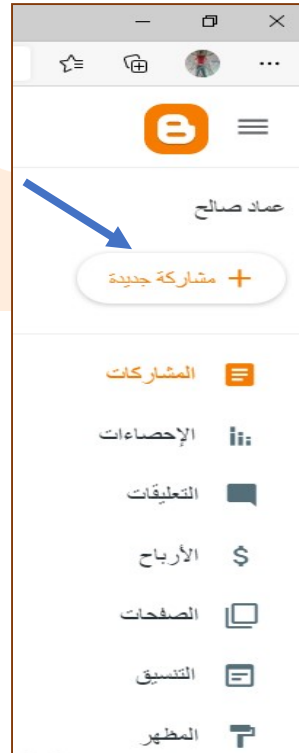 عماد صالح
مشاركة جديدة
المشاركات
الإحصاءات
التعليقات
الأرباح
الصفحات
التنسيق
المظهر